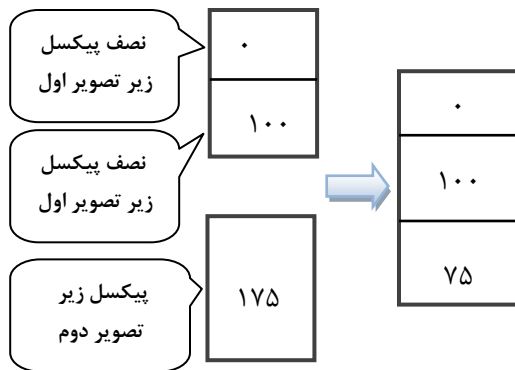 نصف پیکسل
زیر تصویر اول
۰
۱۰۰
نصف پیکسل
زیر تصویر اول
پیکسل زیر
تصویر دوم
۱۷۵
۰
۱۰۰
۷۵